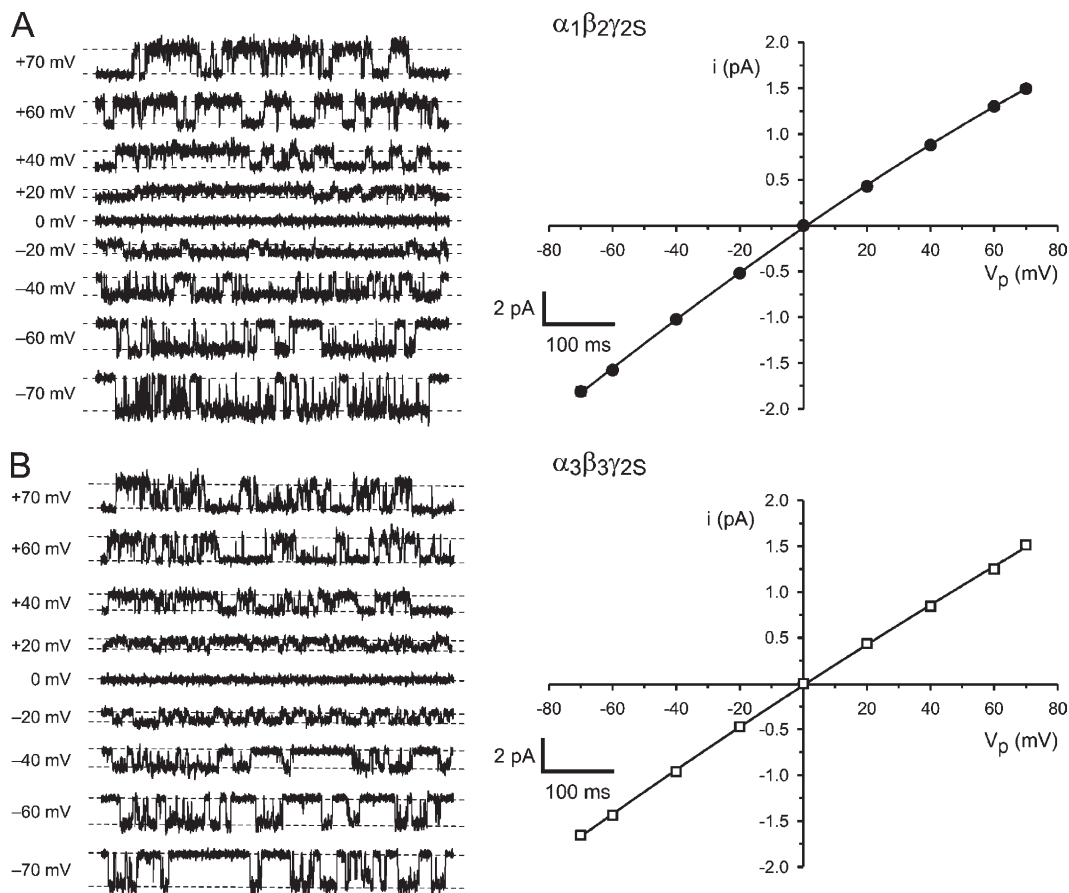 A
+70 mV
+60 mV
+40 mV
+20 mV
0 mV
–20 mV
–40 mV
–60 mV
–70 mV
2 pA
100 ms
α1β2γ2S
i (pA)
2.0
1.5
1.0
0.5
-80 -60 -40 -20 0 20 40 60 80
Vp (mV)
-0.5
-1.0
-1.5
-2.0
B
+70 mV
+60 mV
+40 mV
+20 mV
0 mV
–20 mV
–40 mV
–60 mV
–70 mV
2 pA
100 ms
α3β3γ2S
i (pA)
2.0
1.5
1.0
0.5
-80 -60 -40 -20 0 20 40 60 80
Vp (mV)
-0.5
-1.0
-1.5
-2.0